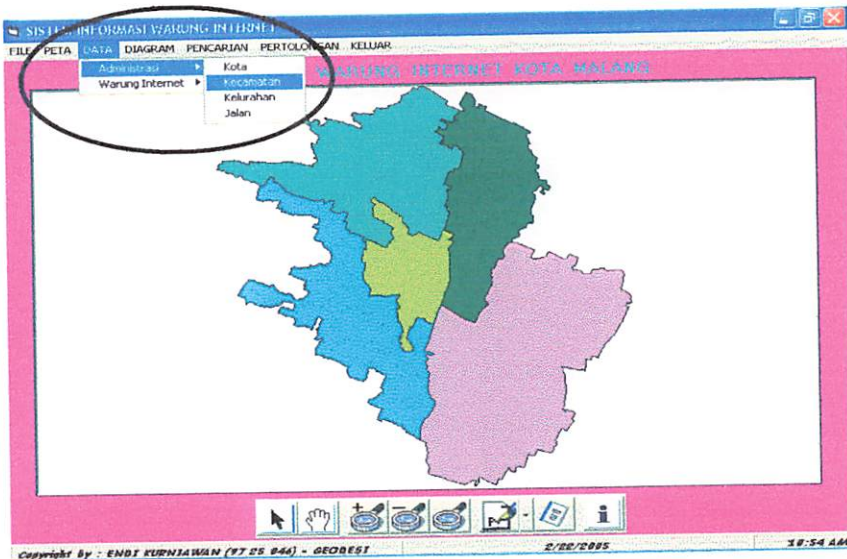 SISTEM INFORMASI WARUNG INTERNET
FILE PETA DATA DIAGRAM PENCARIAN PERTOLONGAN KELUAR
WARUNG INTERNET KOTA MALANG
Administrasi Kota
Kecamatan
Warung Internet
Kelurahan
Jalan
Copyright by : ENDI KURNIAWAN (97 25 046) - GEODESI 2/22/2005 10:54 AM